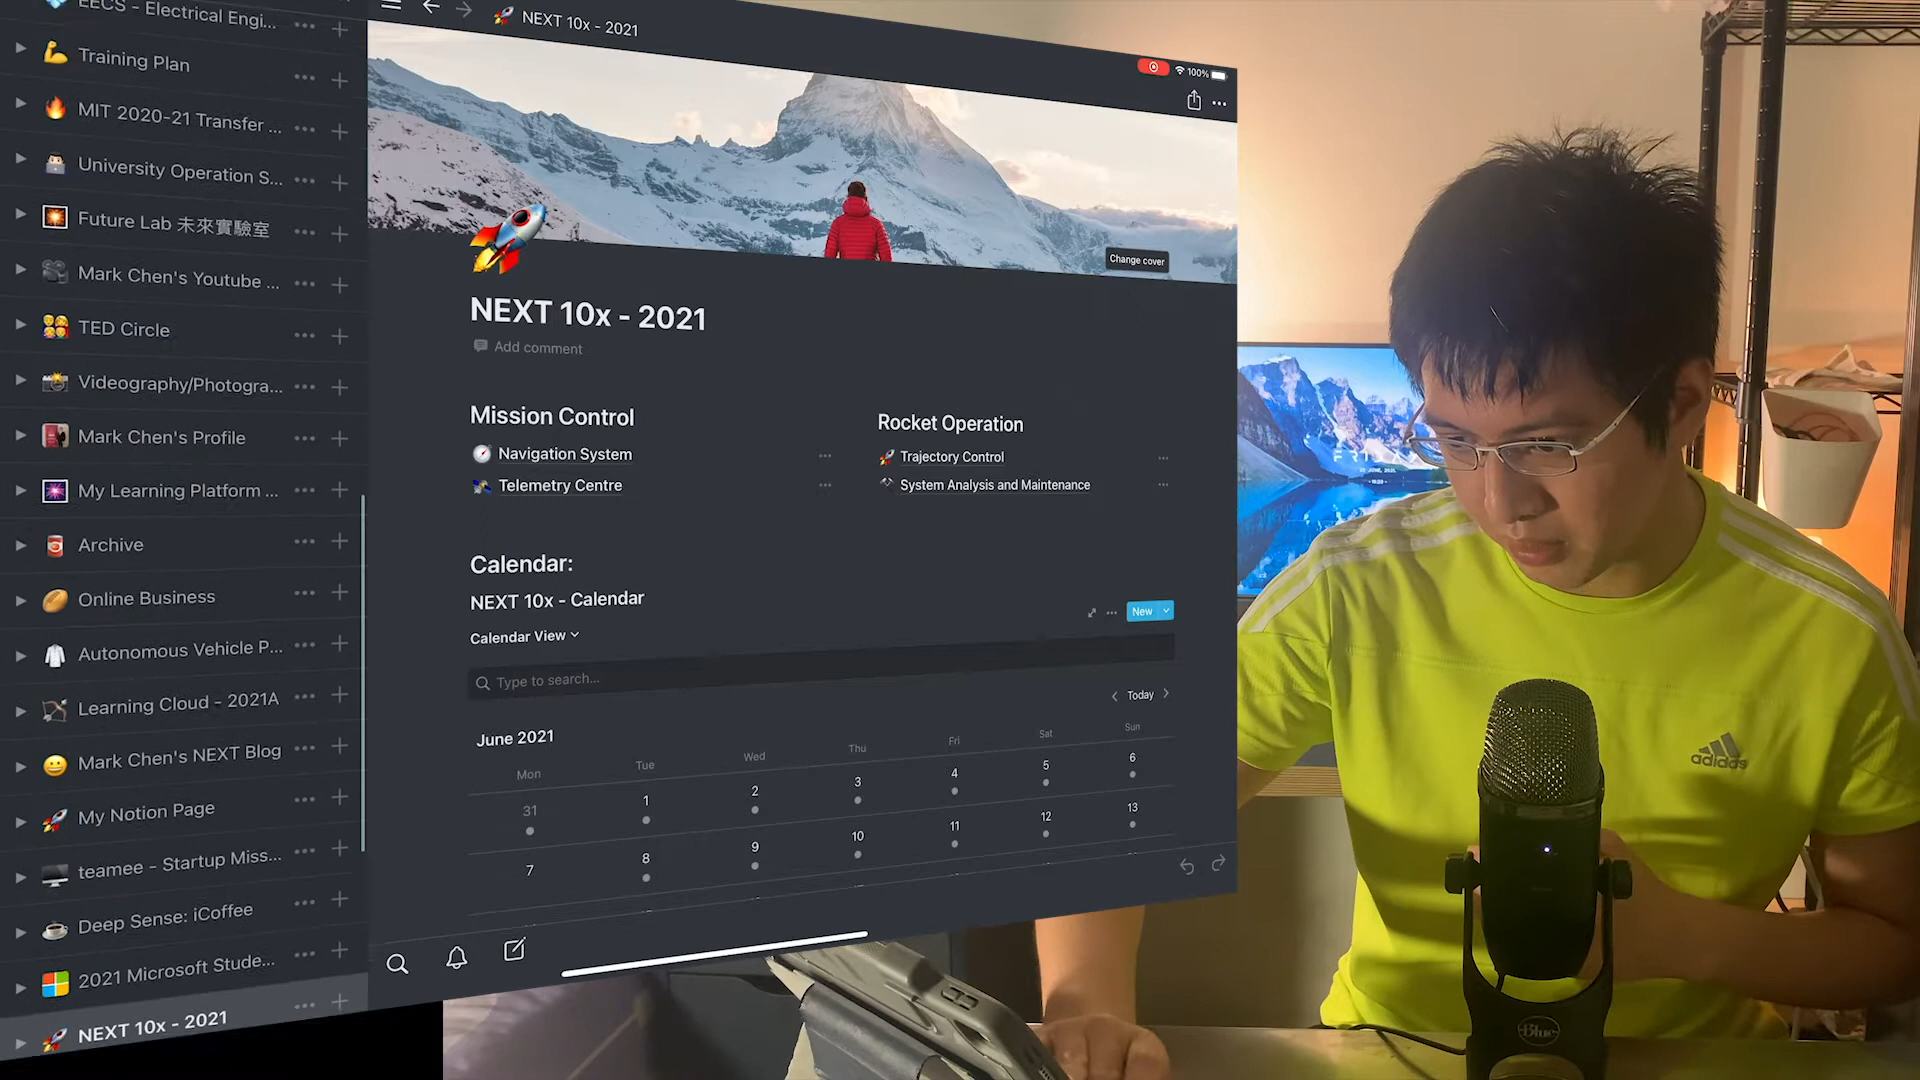 EECS - Electrical Engi...
Training Plan
MIT 2020-21 Transfer ...
University Operation S...
Future Lab 未來實驗室
Mark Chen's Youtube ...
TED Circle
Videography/Photogra...
Mark Chen's Profile
My Learning Platform ...
Archive
Online Business
Autonomous Vehicle P...
Learning Cloud - 2021A
Mark Chen's NEXT Blog
My Notion Page
teamee - Startup Miss...
Deep Sense: iCoffee
2021 Microsoft Stude...
NEXT 10x - 2021
NEXT 10x - 2021
100%
Change cover
NEXT 10x - 2021
Add comment
Mission Control
Navigation System
Telemetry Centre
Rocket Operation
Trajectory Control
System Analysis and Maintenance
Calendar:
NEXT 10x - Calendar
New
Calendar View
Type to search...
Today
June 2021
Mon Tue Wed Thu Fri Sat Sun
31 1 2 3 4 5 6
7 8 9 10 11 12 13
FRIDAY
adidas
Blue